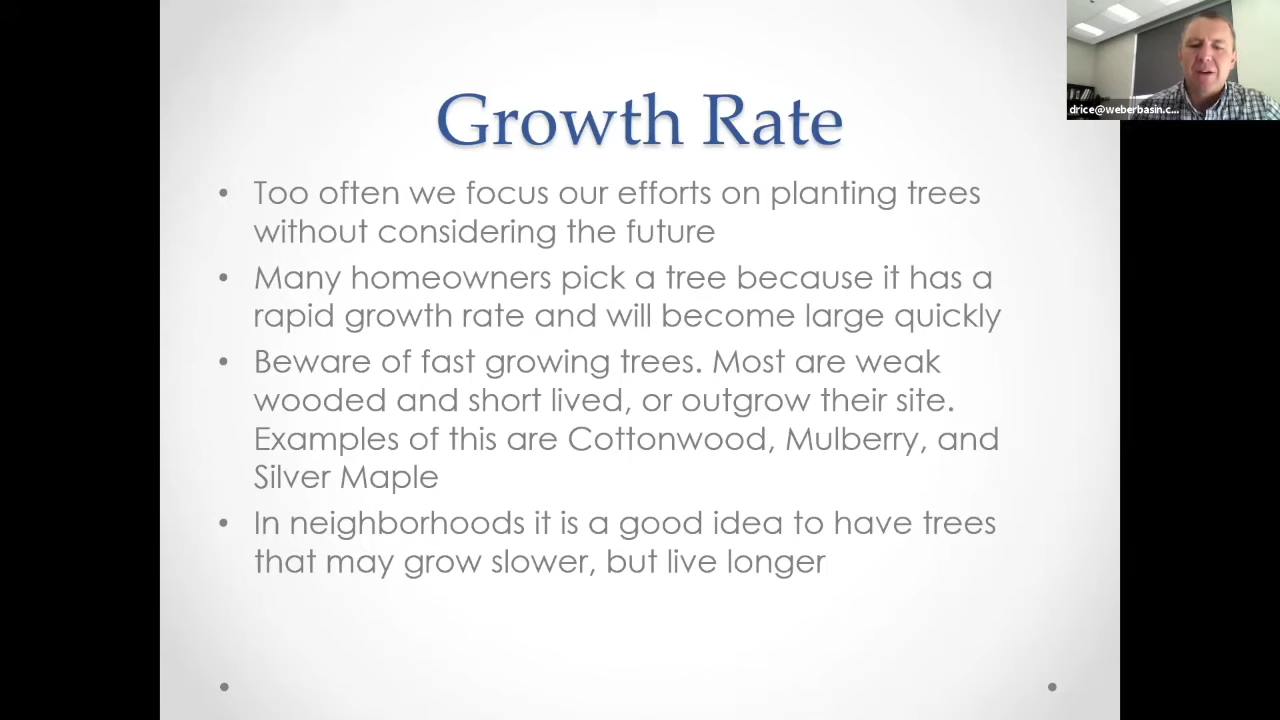 Growth Rate
• Too often we focus our efforts on planting trees
without considering the future
• Many homeowners pick a tree because it has a
rapid growth rate and will become large quickly
• Beware of fast growing trees. Most are weak
wooded and short lived, or outgrow their site.
Examples of this are Cottonwood, Mulberry, and
Silver Maple
• In neighborhoods it is a good idea to have trees
that may grow slower, but live longer
drice@weberbasin.c...